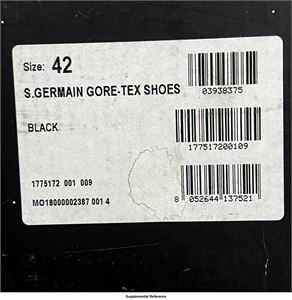 Size: 42
S.GERMAIN GORE-TEX SHOES
03938375
BLACK
177517200109
1775172 001 009
MO18000002387 001 4
8 052644 137521
Supplemental Reference